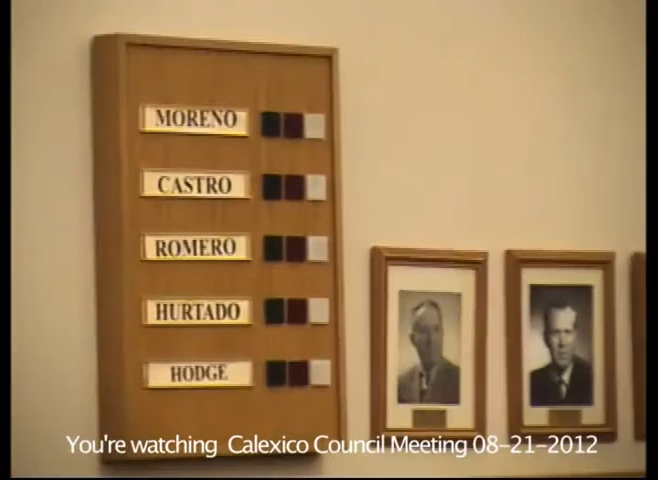 MORENO
CASTRO
ROMERO
HURTADO
HODGE
You're watching Calexico Council Meeting 08-21-2012